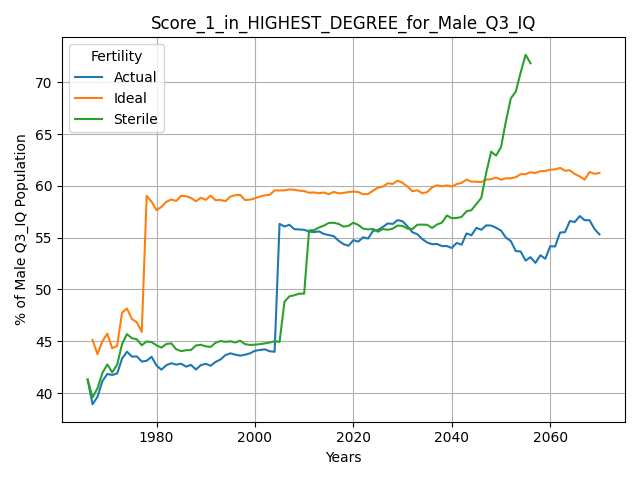 Score_1_in_HIGHEST_DEGREE_for_Male_Q3_IQ
Fertility
Actual
Ideal
Sterile
% of Male Q3_IQ Population
70
65
60
55
50
45
40
1980
2000
2020
2040
2060
Years